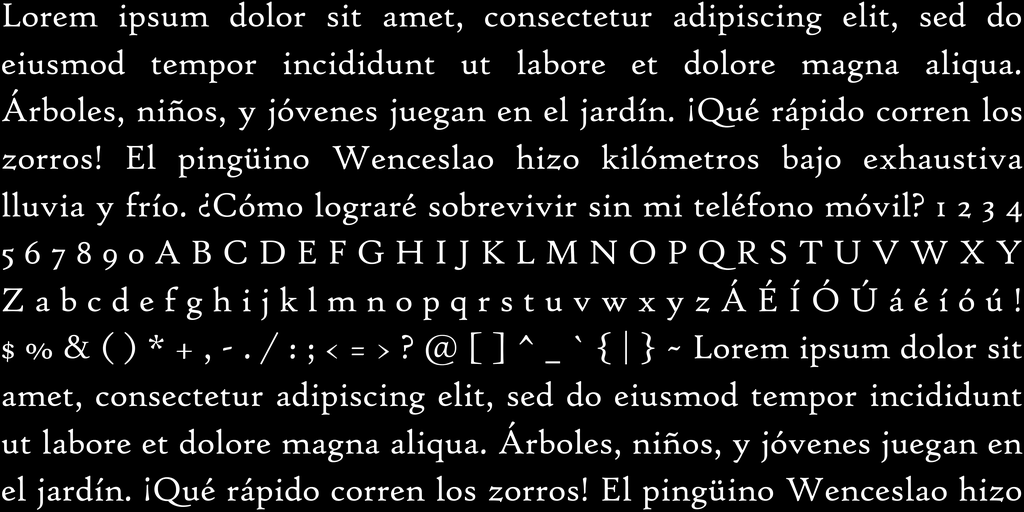 Lorem ipsum dolor sit amet, consectetur adipiscing elit, sed do
eiusmod tempor incididunt ut labore et dolore magna aliqua.
Árboles, niños, y jóvenes juegan en el jardín. ¡Qué rápido corren los
zorros! El pingüino Wenceslao hizo kilómetros bajo exhaustiva
lluvia y frío. ¿Cómo lograré sobrevivir sin mi teléfono móvil? 1 2 3 4
5 6 7 8 9 0 A B C D E F G H I J K L M N O P Q R S T U V W X Y
Z a b c d e f g h i j k l m n o p q r s t u v w x y z Á É Í Ó Ú á é í ó ú !
$ % & ( ) * + , - . / : ; < = > ? @ [ ] ^ _ ` { | } ~ Lorem ipsum dolor sit
amet, consectetur adipiscing elit, sed do eiusmod tempor incididunt
ut labore et dolore magna aliqua. Árboles, niños, y jóvenes juegan en
el jardín. ¡Qué rápido corren los zorros! El pingüino Wenceslao hizo